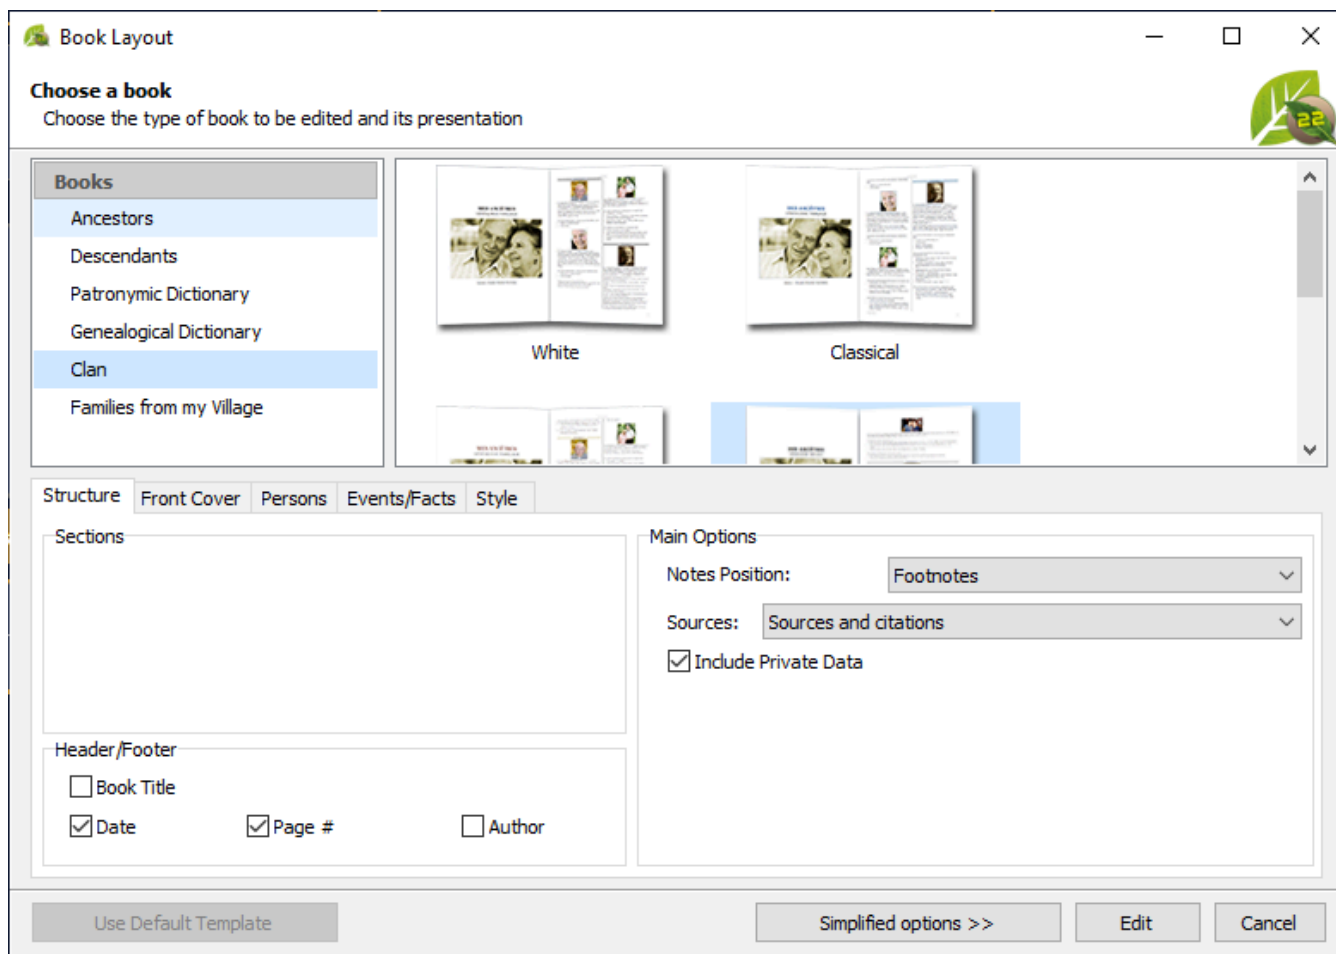 Book Layout
Choose a book
Choose the type of book to be edited and its presentation
22
Books
Ancestors
Descendants
Patronymic Dictionary
Genealogical Dictionary
Clan
Families from my Village
White
Classical
Structure
Front Cover
Persons
Events/Facts
Style
Sections
Main Options
Notes Position:
Footnotes
Sources:
Sources and citations
Include Private Data
Header/Footer
Book Title
Date
Page #
Author
Use Default Template
Simplified options >>
Edit
Cancel